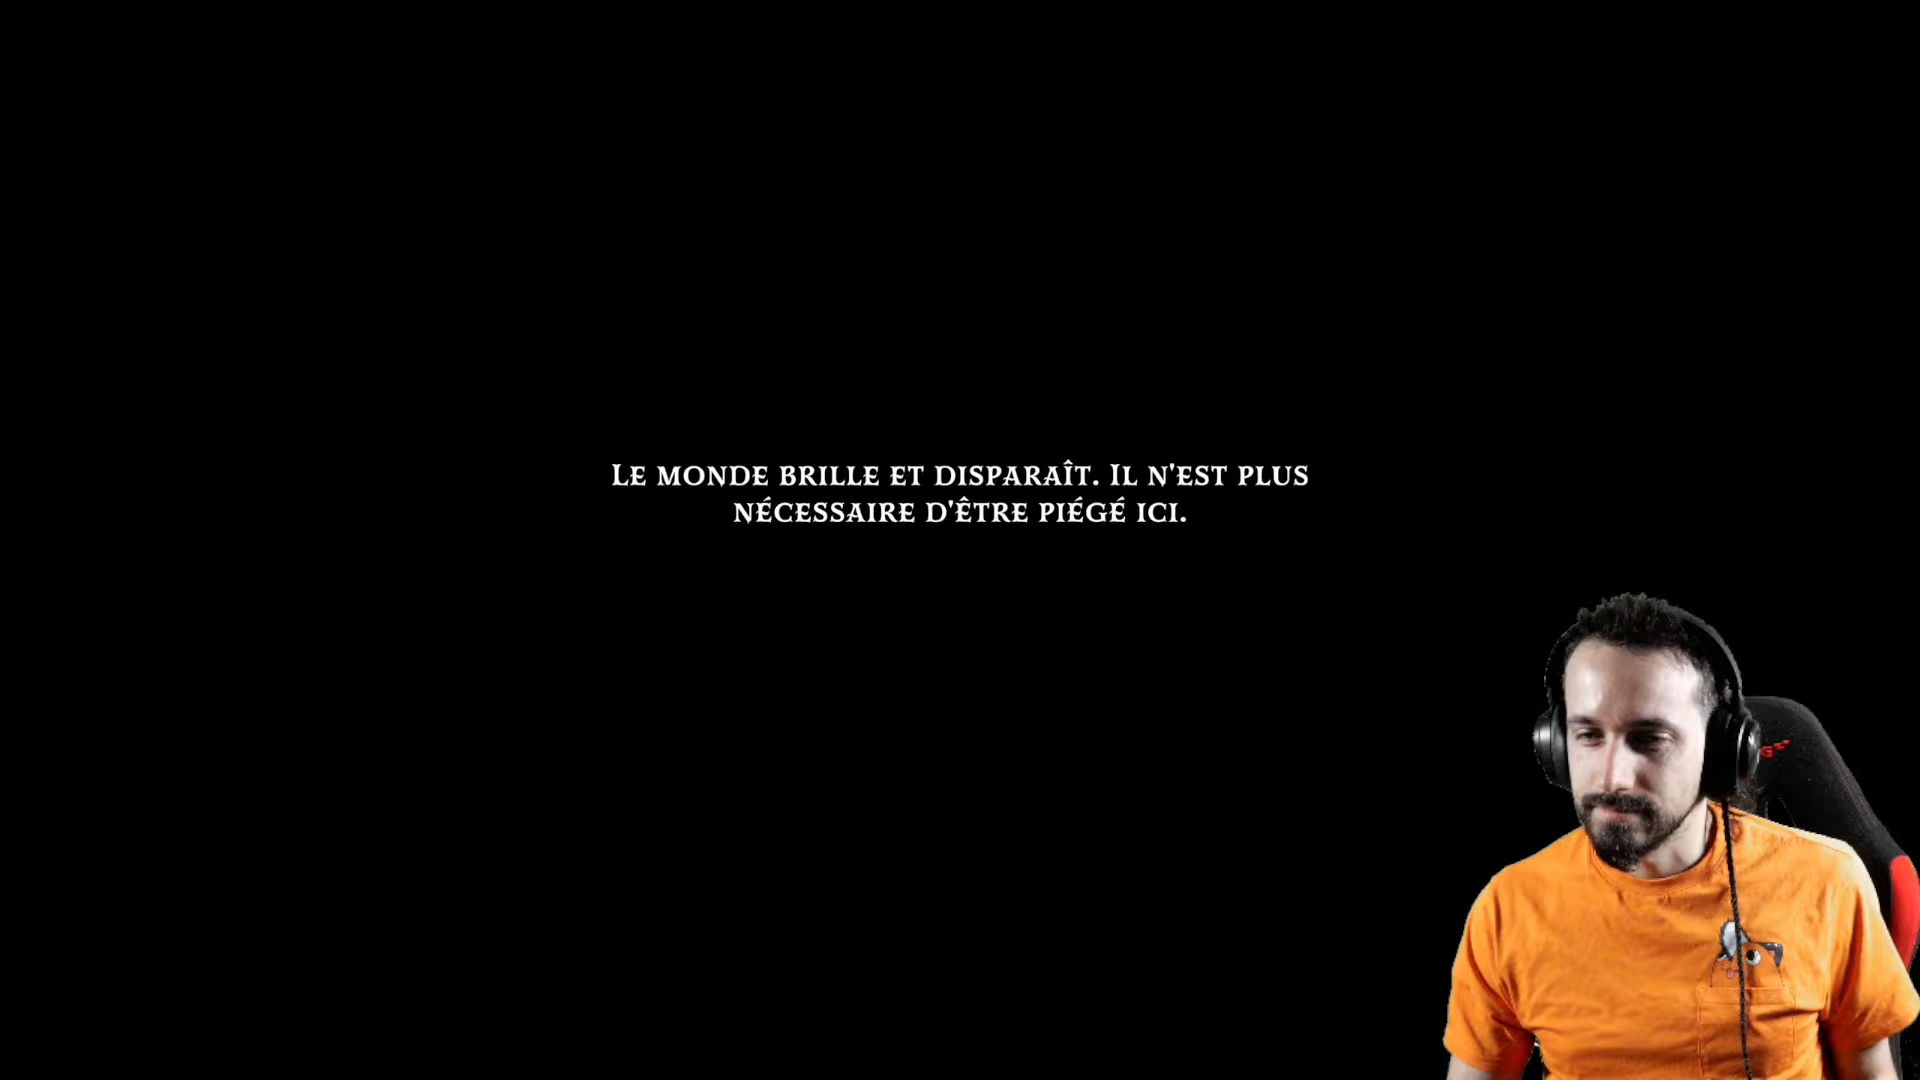 Le monde brille et disparaît. Il n'est plus
nécessaire d'être piégé ici.